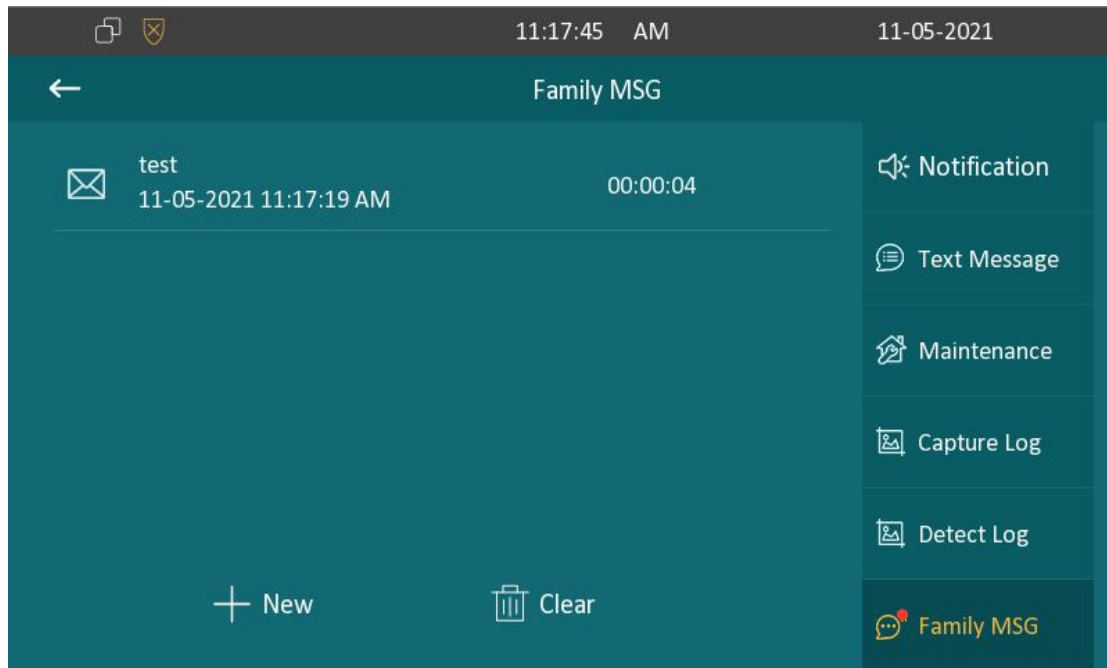 11:17:45 AM 11-05-2021
Family MSG
test
11-05-2021 11:17:19 AM
00:00:04
New
Clear
Notification
Text Message
Maintenance
Capture Log
Detect Log
Family MSG